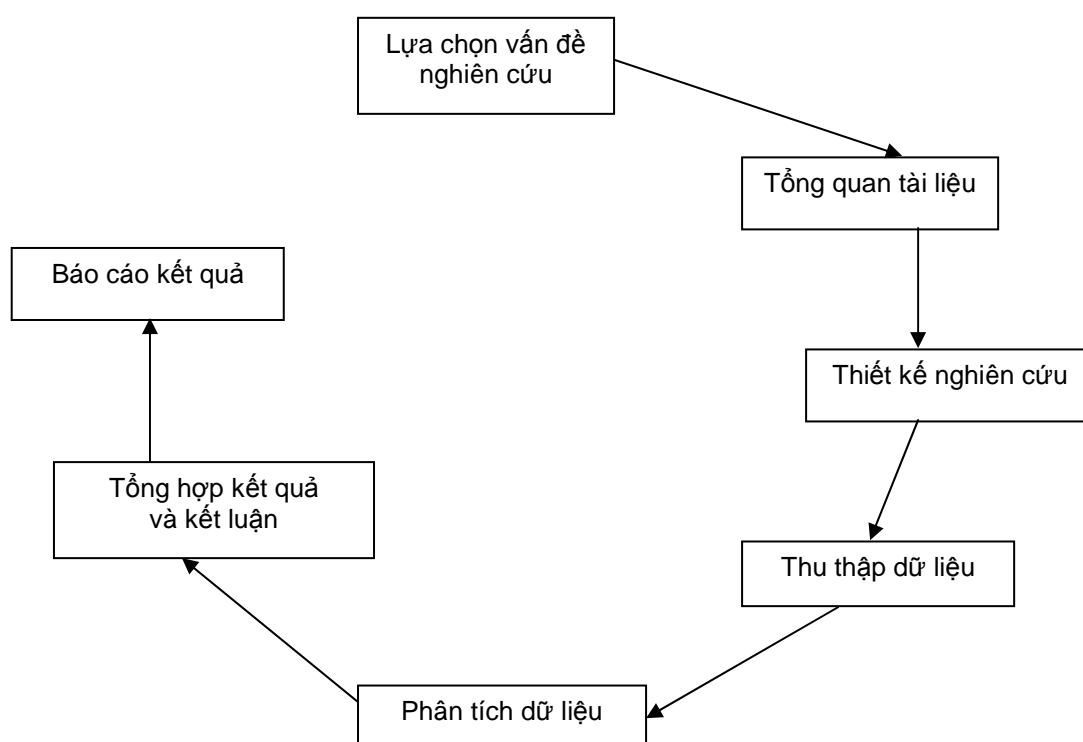 Lựa chọn vấn đề
nghiên cứu
Tổng quan tài liệu
Thiết kế nghiên cứu
Thu thập dữ liệu
Phân tích dữ liệu
Tổng hợp kết quả
và kết luận
Báo cáo kết quả